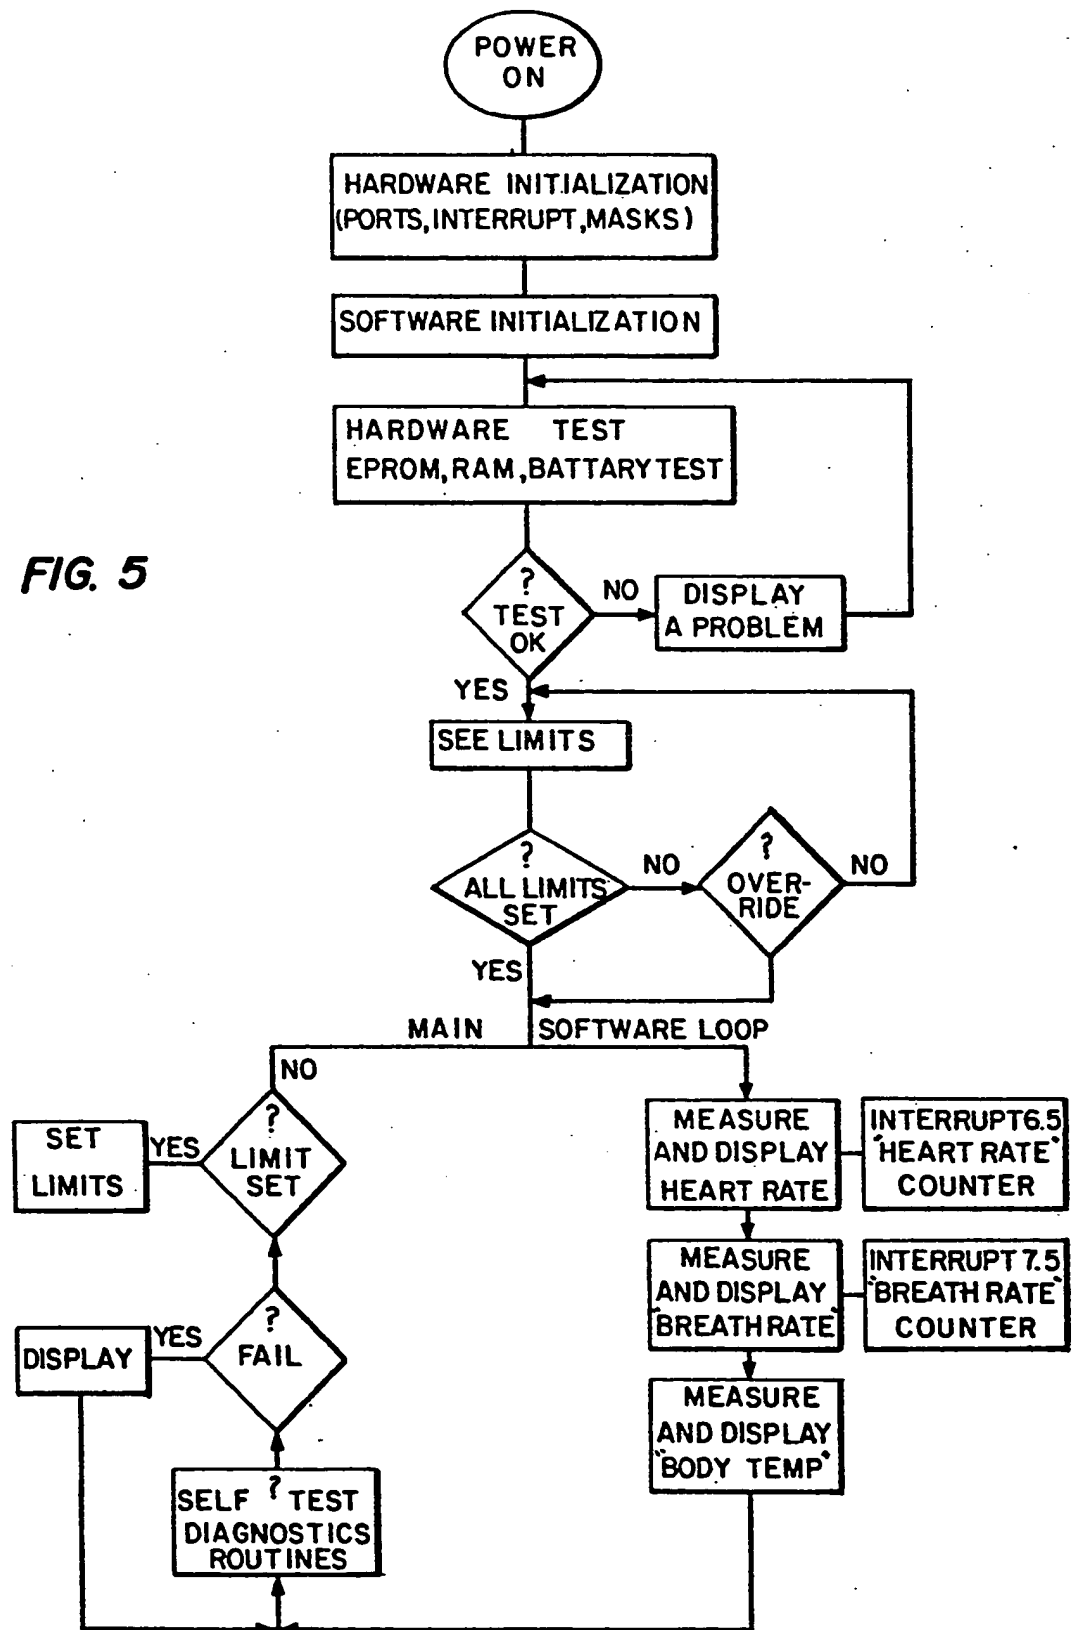 POWER
ON
HARDWARE INITIALIZATION
(PORTS, INTERRUPT, MASKS)
SOFTWARE INITIALIZATION
HARDWARE TEST
EPROM, RAM, BATTARY TEST
FIG. 5
?
TEST
OK
NO
DISPLAY
A PROBLEM
YES
SEE LIMITS
?
ALL LIMITS
SET
NO
?
OVER-
RIDE
NO
YES
MAIN SOFTWARE LOOP
NO
?
LIMIT
SET
YES
SET
LIMITS
MEASURE
AND DISPLAY
HEART RATE
INTERRUPT 6.5
"HEART RATE"
COUNTER
MEASURE
AND DISPLAY
"BREATH RATE"
INTERRUPT 7.5
"BREATH RATE"
COUNTER
?
FAIL
YES
DISPLAY
MEASURE
AND DISPLAY
"BODY TEMP"
SELF ? TEST
DIAGNOSTICS
ROUTINES